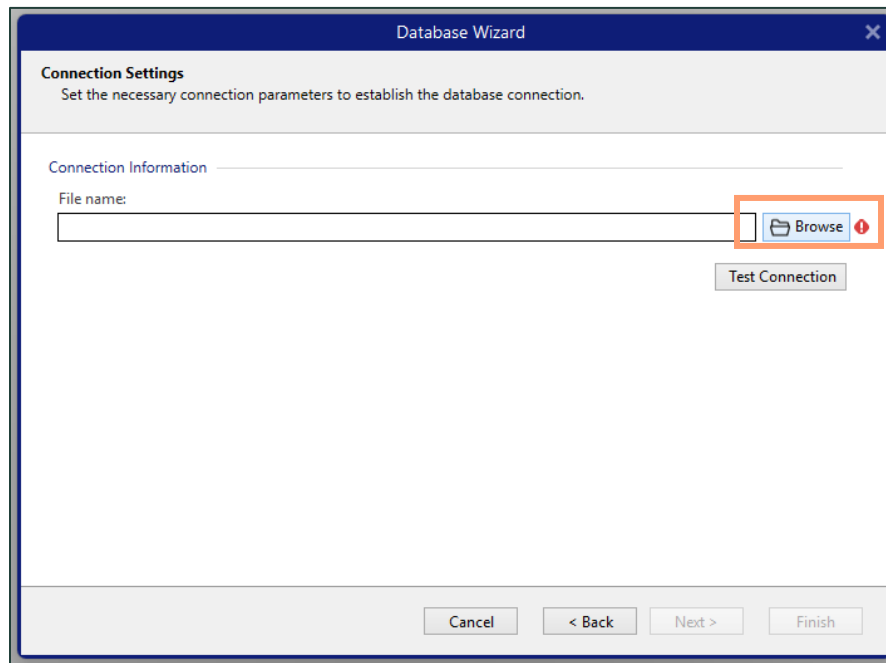 Database Wizard
Connection Settings
Set the necessary connection parameters to establish the database connection.
Connection Information
File name:
Browse
Test Connection
Cancel
< Back
Next >
Finish